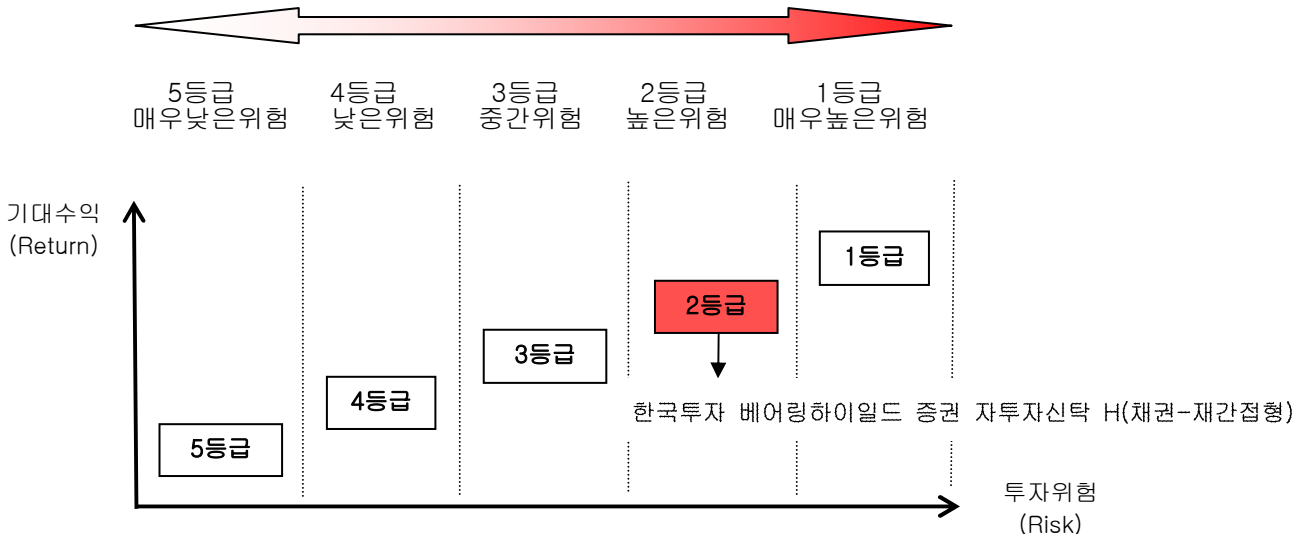 5등급 4등급 3등급 2등급 1등급
매우낮은위험 낮은위험 중간위험 높은위험 매우높은위험
기대수익
(Return)
1등급
2등급
3등급
4등급
한국투자 베어링하이일드 증권 자투자신탁 H(채권-재간접형)
5등급
투자위험
(Risk)